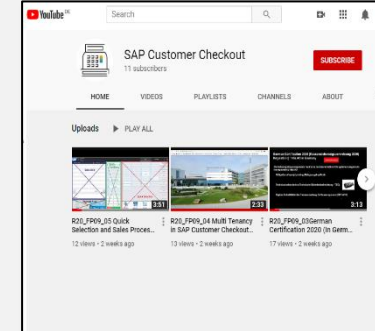 YouTube DE
Search
SAP Customer Checkout
11 subscribers
SUBSCRIBE
HOME VIDEOS PLAYLISTS CHANNELS ABOUT
Uploads PLAY ALL
3:51
2:33
3:13
R20_FP09_05 Quick Selection and Sales Proces...
12 views • 2 weeks ago
R20_FP09_04 Multi Tenancy in SAP Customer Checkout...
13 views • 2 weeks ago
R20_FP09_03German Certification 2020 (in Germ...
17 views • 2 weeks ago